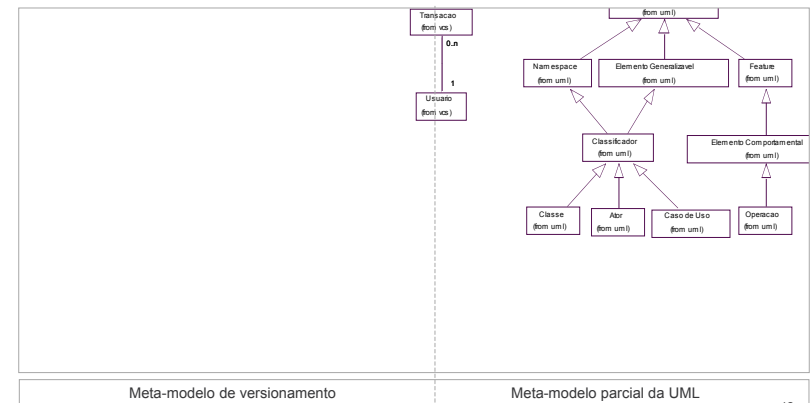 Transacao
(from vcs)
0..n
1
Usuario
(from vcs)
(from uml)
Namespace
(from uml)
Elemento Generalizavel
(from uml)
Feature
(from uml)
Classificador
(from uml)
Elemento Comportamental
(from uml)
Classe
(from uml)
Ator
(from uml)
Caso de Uso
(from uml)
Operacao
(from uml)
Meta-modelo de versionamento
Meta-modelo parcial da UML